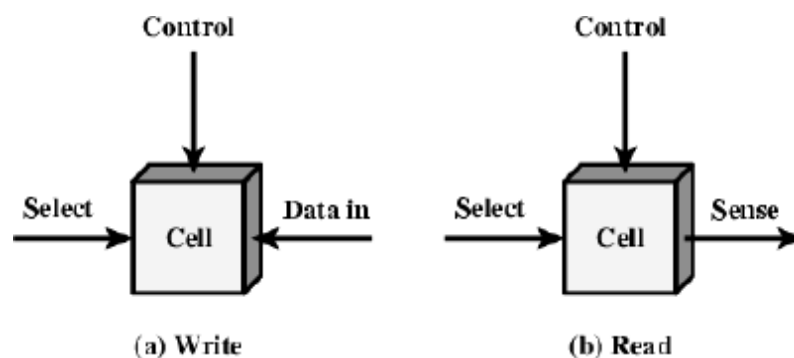 Control Control
Select Cell Data in Select Cell Sense
(a) Write (b) Read